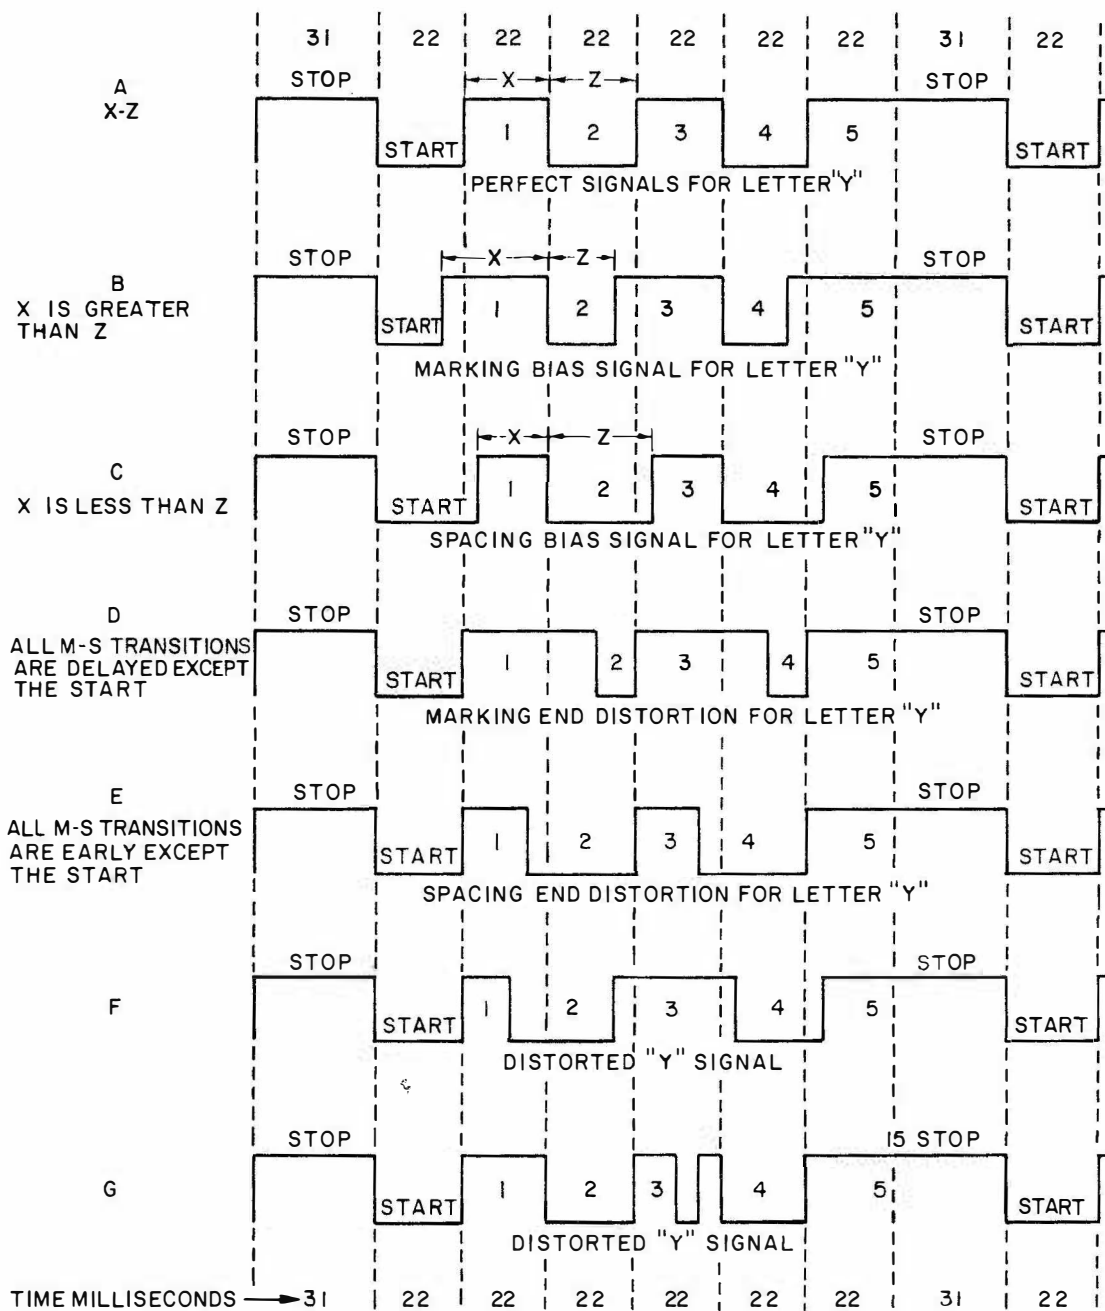 31 22 22 22 22 22 22 31 22
STOP X Z STOP
A
X-Z
START 1 2 3 4 5 START
PERFECT SIGNALS FOR LETTER "Y"
STOP X Z STOP
B
X IS GREATER
THAN Z
START 1 2 3 4 5 START
MARKING BIAS SIGNAL FOR LETTER "Y"
STOP X Z STOP
C
X IS LESS THAN Z
START 1 2 3 4 5 START
SPACING BIAS SIGNAL FOR LETTER "Y"
STOP STOP
D
ALL M-S TRANSITIONS
ARE DELAYED EXCEPT
THE START
START 1 2 3 4 5 START
MARKING END DISTORTION FOR LETTER "Y"
STOP STOP
E
ALL M-S TRANSITIONS
ARE EARLY EXCEPT
THE START
START 1 2 3 4 5 START
SPACING END DISTORTION FOR LETTER "Y"
STOP STOP
F
START 1 2 3 4 5 START
DISTORTED "Y" SIGNAL
STOP 15 STOP
G
START 1 2 3 4 5 START
DISTORTED "Y" SIGNAL
TIME MILLISECONDS 31 22 22 22 22 22 22 31 22